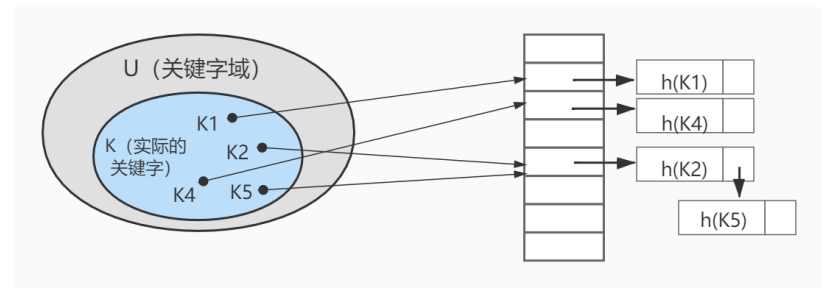 U（关键字域）
K1
K（实际的
关键字）
K2
K4
K5
h(K1)
h(K4)
h(K2)
h(K5)